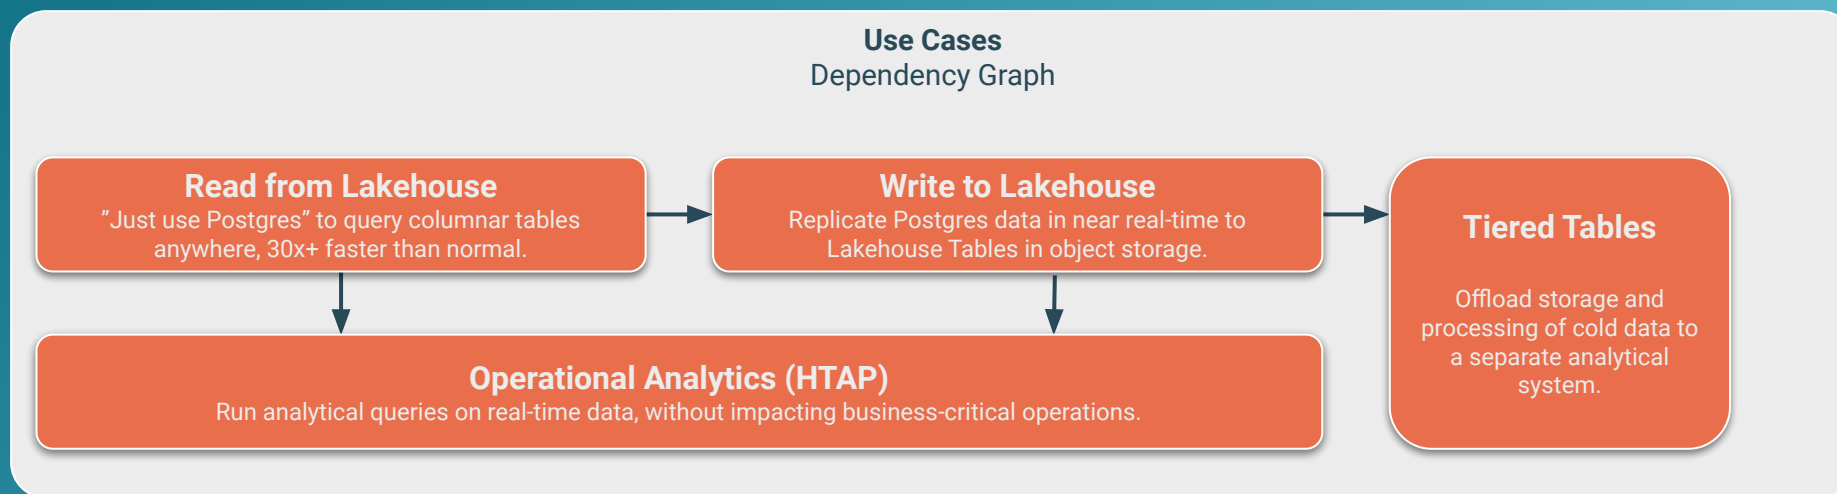 Use Cases
Dependency Graph
Read from Lakehouse
”Just use Postgres” to query columnar tables
anywhere, 30x+ faster than normal.
Write to Lakehouse
Replicate Postgres data in near real-time to
Lakehouse Tables in object storage.
Tiered Tables
Offload storage and
processing of cold data to
a separate analytical
system.
Operational Analytics (HTAP)
Run analytical queries on real-time data, without impacting business-critical operations.